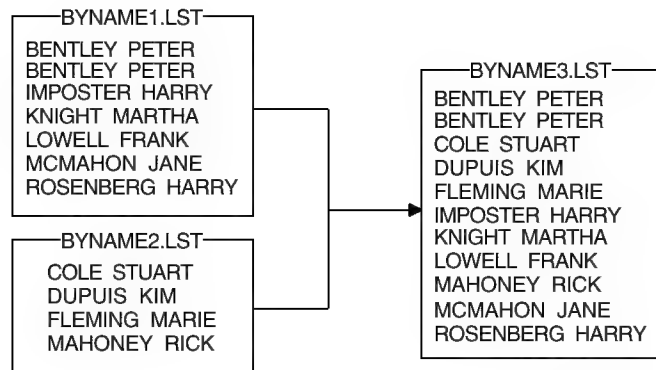 BYNAME1.LST
BENTLEY PETER
BENTLEY PETER
IMPOSTER HARRY
KNIGHT MARTHA
LOWELL FRANK
MCMAHON JANE
ROSENBERG HARRY
BYNAME2.LST
COLE STUART
DUPUIS KIM
FLEMING MARIE
MAHONEY RICK
BYNAME3.LST
BENTLEY PETER
BENTLEY PETER
COLE STUART
DUPUIS KIM
FLEMING MARIE
IMPOSTER HARRY
KNIGHT MARTHA
LOWELL FRANK
MAHONEY RICK
MCMAHON JANE
ROSENBERG HARRY